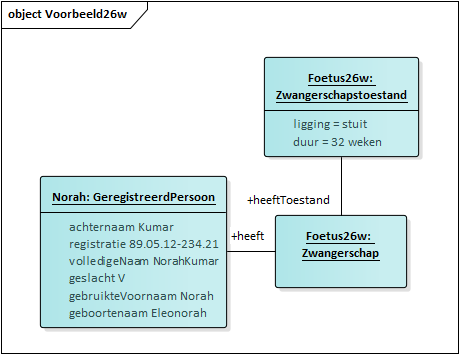 object Voorbeeld26w
Foetus26w:
Zwangerschapstoestand
ligging = stuit
duur = 32 weken
Norah: GeregistreerdPersoon
achternaam Kumar
registratie 89.05.12-234.21
volledigeNaam NorahKumar
geslacht V
gebruikteVoornaam Norah
geboortenaam Eleonorah
+heeftToestand
+heeft
Foetus26w:
Zwangerschap